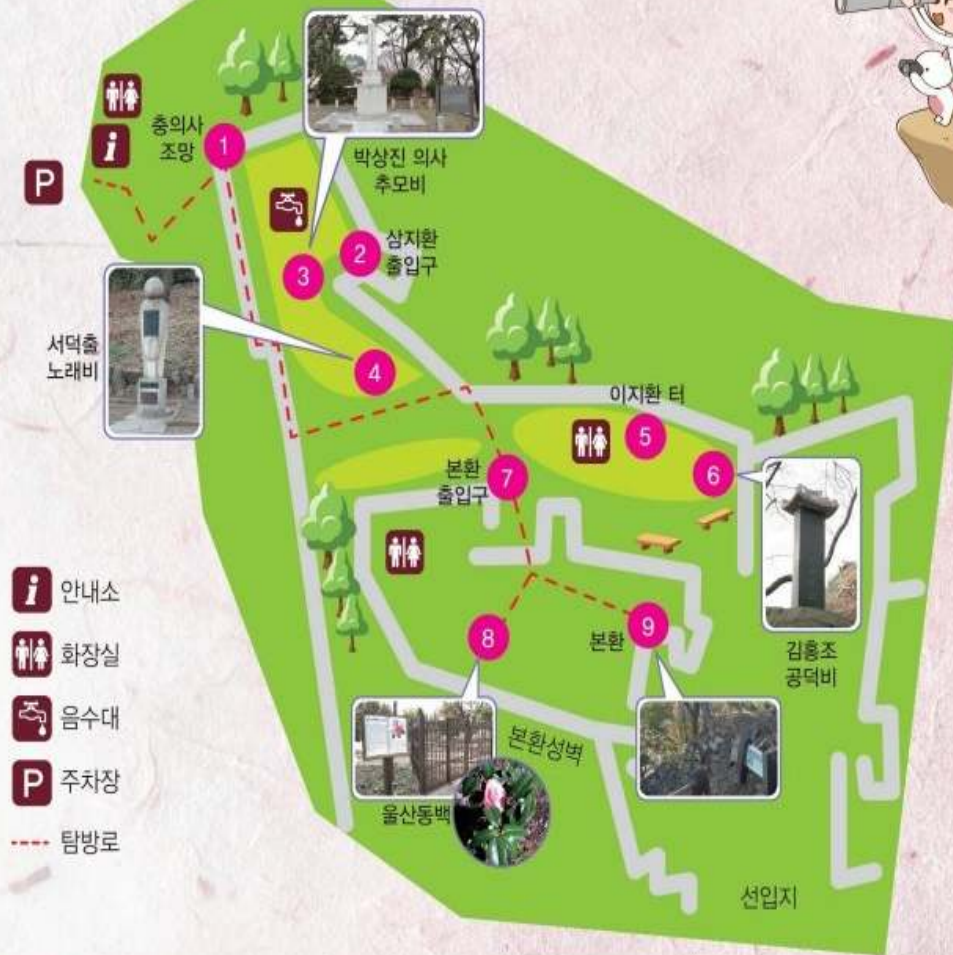 충의사
조망
1
i
P
박상진 의사
추모비
2
삼지환
출입구
3
서덕출
노래비
4
이지환 터
5
6
본환
출입구
7
8
본환
9
김홍조
공덕비
본환성벽
울산동백
선입지
i 안내소
화장실
음수대
P 주차장
탐방로